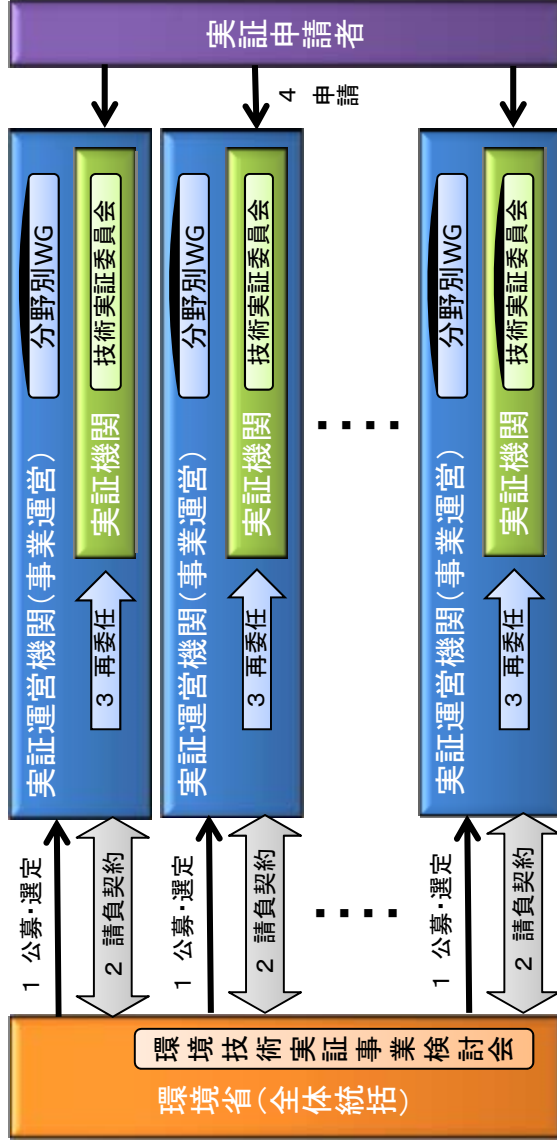 環境省(全体統括)
環境技術実証事業検討会
1 公募・選定
2 請負契約
実証運営機関(事業運営)
分野別WG
3 再委任
実証機関
技術実証委員会
1 公募・選定
2 請負契約
実証運営機関(事業運営)
分野別WG
3 再委任
実証機関
技術実証委員会
1 公募・選定
2 請負契約
実証運営機関(事業運営)
分野別WG
3 再委任
実証機関
技術実証委員会
4 申請
実証申請者